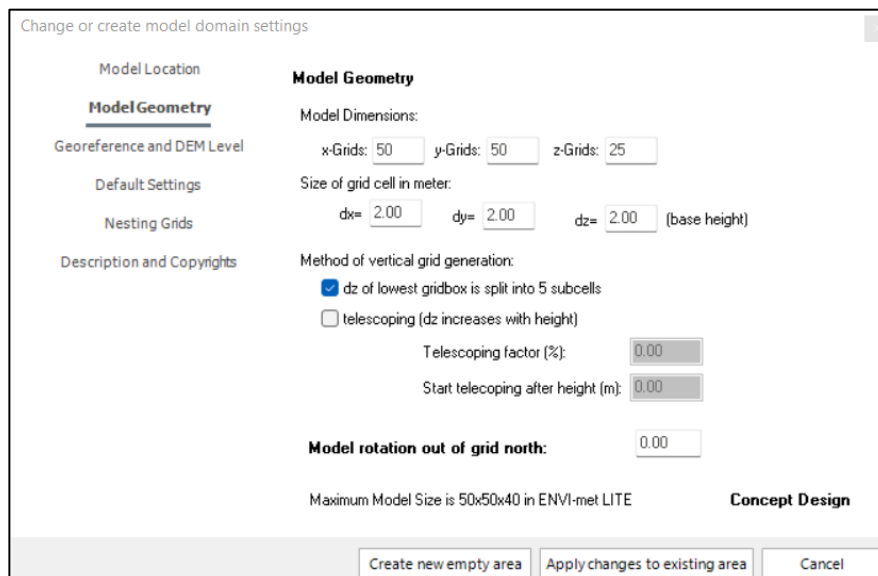 Change or create model domain settings
Model Location
Model Geometry
Georeference and DEM Level
Default Settings
Nesting Grids
Description and Copyrights
Model Geometry
Model Dimensions:
x-Grids: 50 y-Grids: 50 z-Grids: 25
Size of grid cell in meter:
dx= 2.00 dy= 2.00 dz= 2.00 (base height)
Method of vertical grid generation:
dz of lowest gridbox is split into 5 subcells
telescoping (dz increases with height)
Telescoping factor (%): 0.00
Start telecoping after height (m): 0.00
Model rotation out of grid north: 0.00
Maximum Model Size is 50x50x40 in ENVI-met LITE Concept Design
Create new empty area Apply changes to existing area Cancel